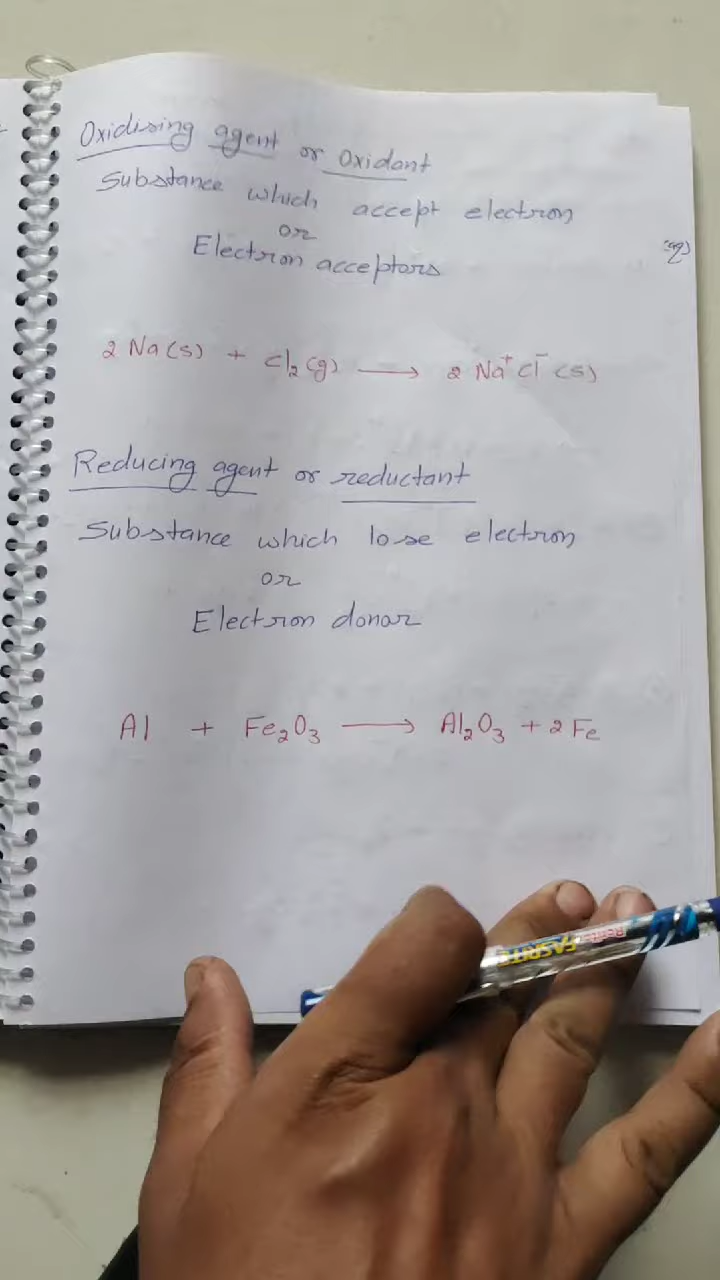 Oxidising agent or Oxidant
Substance which accept electron
or
Electron acceptors
(aq)
2 Na(s) + Cl₂(g) → 2 Na⁺Cl⁻(s)
Reducing agent or reductant
Substance which lose electron
or
Electron donar
Al + Fe₂O₃ → Al₂O₃ + 2 Fe